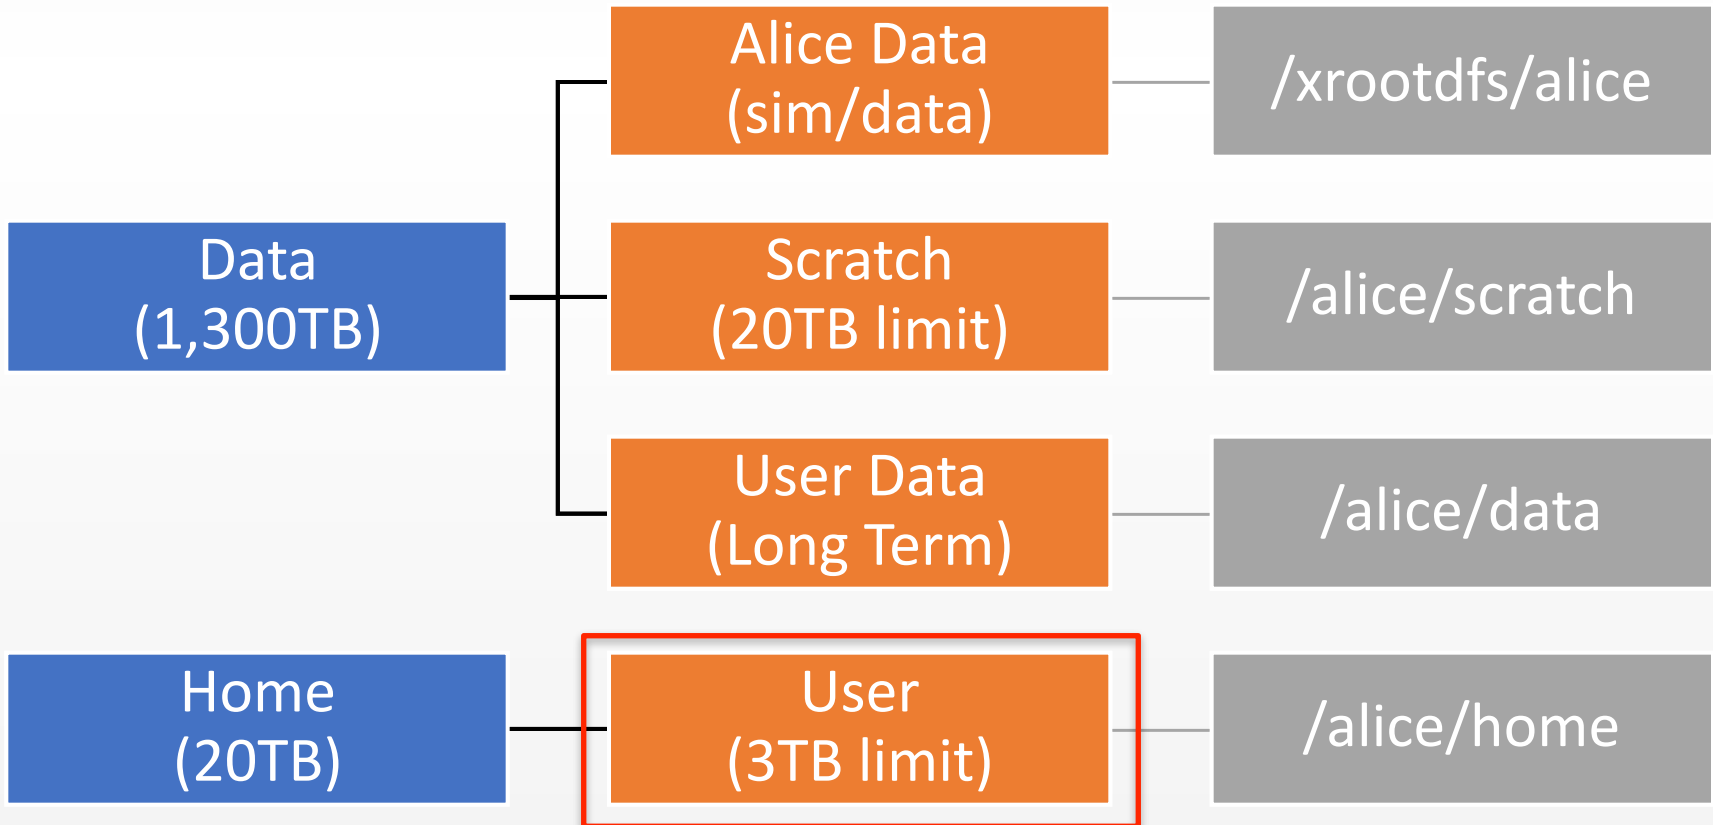 Alice Data
(sim/data)
/xrootdfs/alice
Data
(1,300TB)
Scratch
(20TB limit)
/alice/scratch
User Data
(Long Term)
/alice/data
Home
(20TB)
User
(3TB limit)
/alice/home